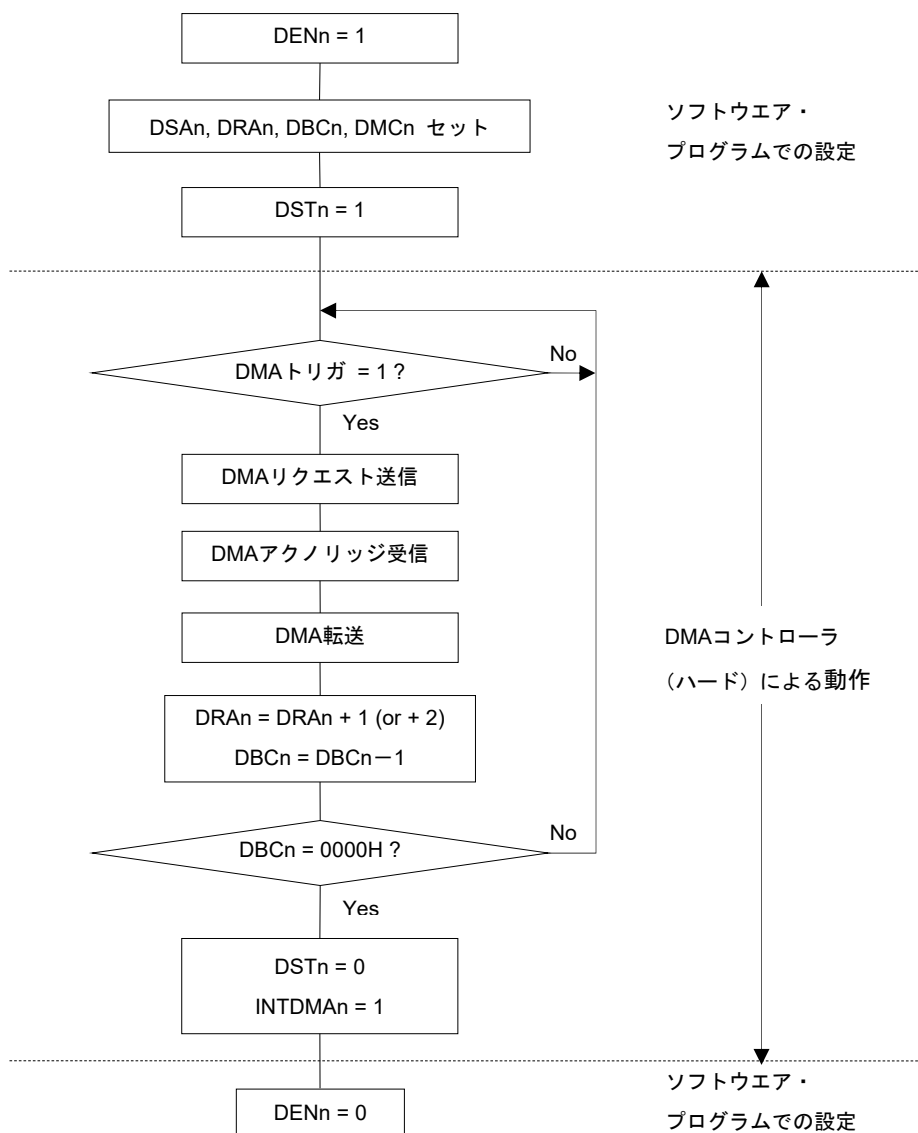 DENn = 1
DSAn, DRAn, DBCn, DMCn セット
ソフトウエア・
プログラムでの設定
DSTn = 1
DMAトリガ = 1 ?
No
Yes
DMAリクエスト送信
DMAアクノリッジ受信
DMA転送
DMAコントローラ
（ハード）による動作
DRAn = DRAn + 1 (or + 2)
DBCn = DBCn－1
DBCn = 0000H ?
No
Yes
DSTn = 0
INTDMAn = 1
DENn = 0
ソフトウエア・
プログラムでの設定